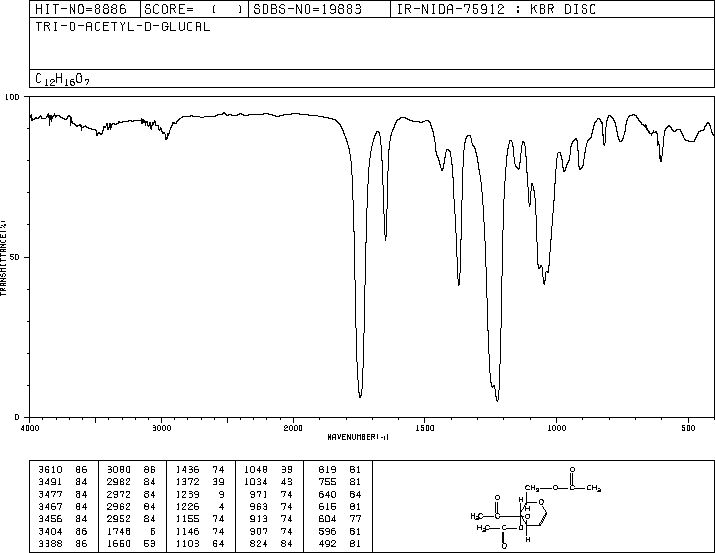 HIT-NO=8886 SCORE= ( ) SDBS-NO=19883 IR-NIDA-75912 : KBR DISC
TRI-O-ACETYL-D-GLUCAL
C12H16O7
100
50
0
TRANSMITTANCE(%)
4000 3000 2000 1500 1000 500
WAVENUMBER(-1)
3610 86 3080 86 1436 74 1048 39 819 81
3491 84 2982 84 1372 39 1034 43 755 81
3477 84 2972 84 1239 9 971 74 640 84
3467 84 2962 84 1226 4 963 74 616 81
3456 84 2952 84 1155 74 913 74 604 77
3404 86 1748 6 1146 74 907 74 596 81
3388 86 1650 53 1103 64 824 84 492 81
O
CH2 O C CH3
H O
O H
H3C C O H
H3C C O
O H